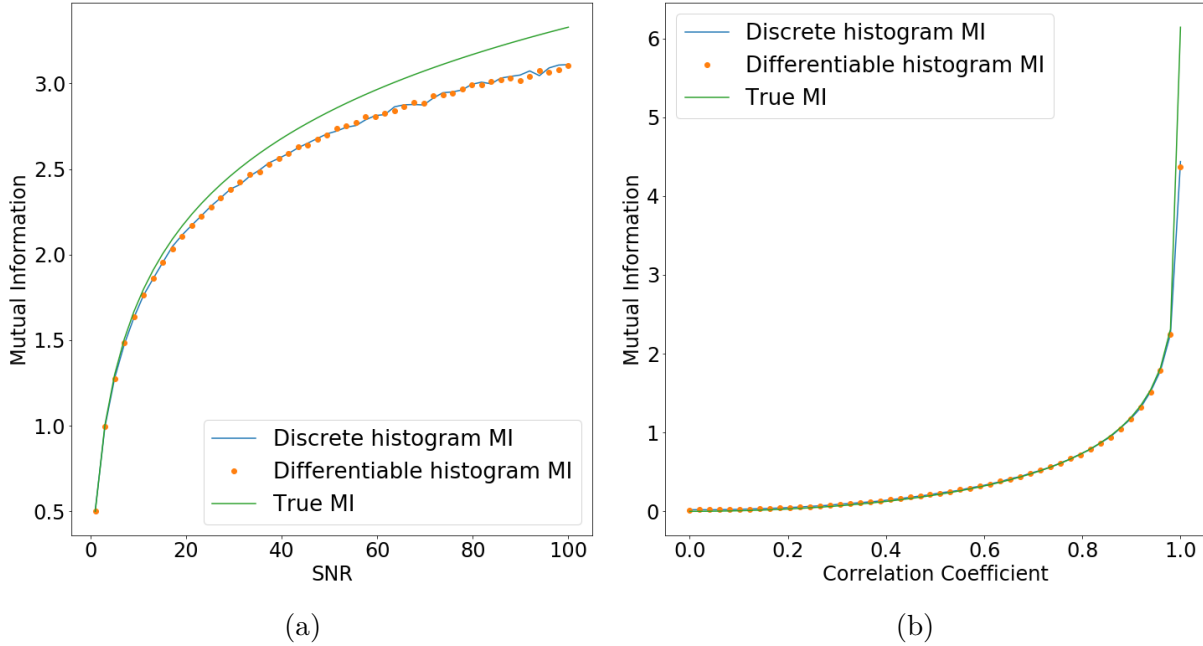 3.0
2.5
2.0
1.5
1.0
0.5
Mutual Information
0
20
40
60
80
100
SNR
Discrete histogram MI
Differentiable histogram MI
True MI
(a)
6
5
4
3
2
1
0
Mutual Information
0.0
0.2
0.4
0.6
0.8
1.0
Correlation Coefficient
Discrete histogram MI
Differentiable histogram MI
True MI
(b)